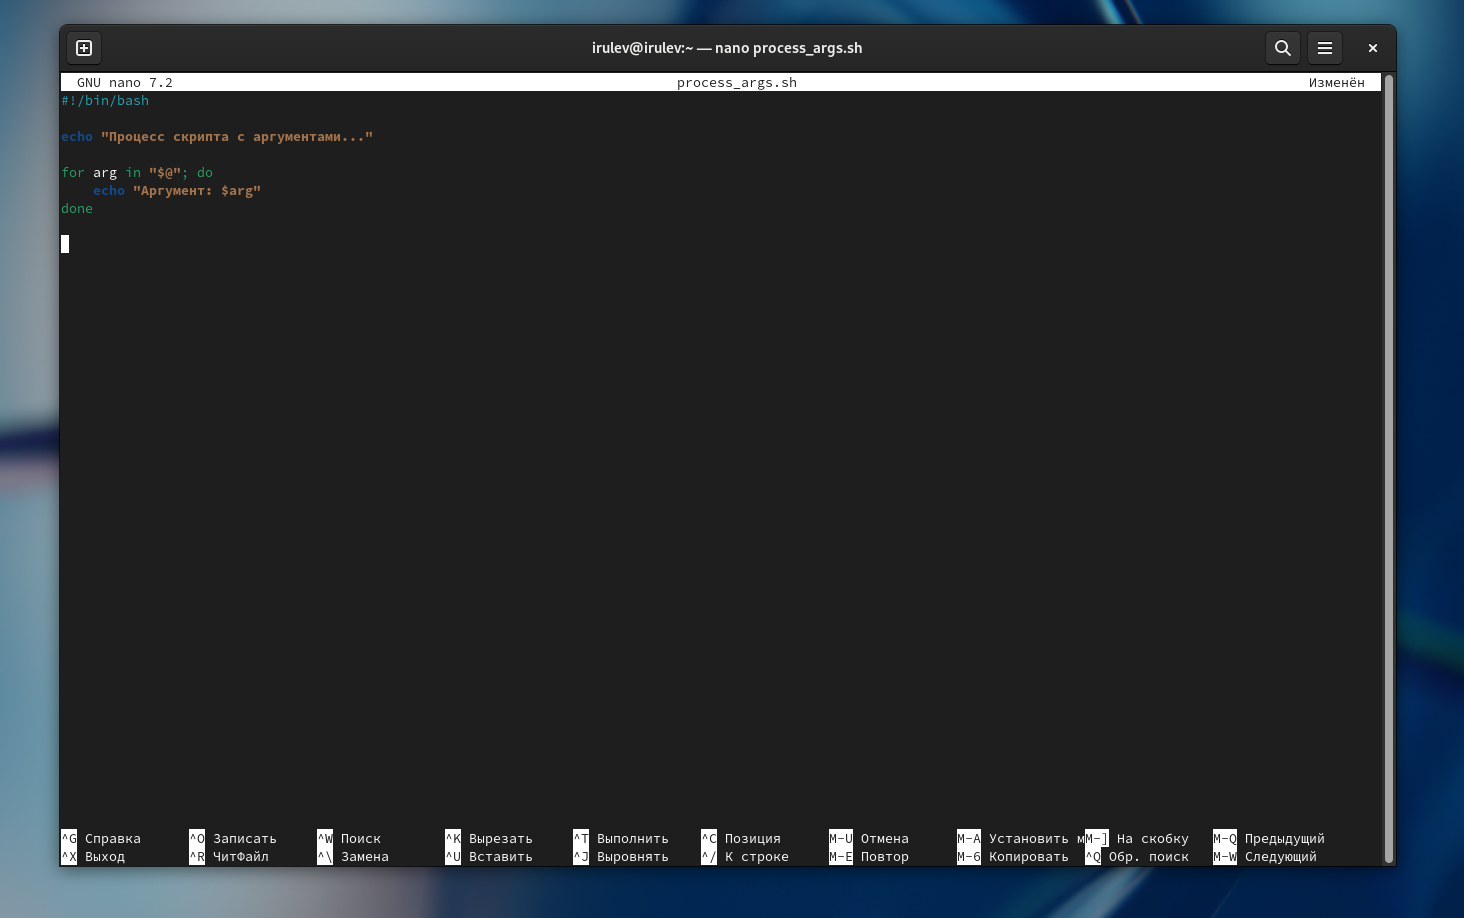 irulev@irulev:~ — nano process_args.sh
GNU nano 7.2 process_args.sh Изменён
#!/bin/bash
echo "Процесс скрипта с аргументами..."
for arg in "$@"; do
    echo "Аргумент: $arg"
done
^G Справка ^O Записать ^W Поиск ^K Вырезать ^T Выполнить ^C Позиция M-U Отмена M-A Установить мM-] На скобку M-Q Предыдущий
^X Выход ^R ЧитФайл ^\ Замена ^U Вставить ^J Выровнять ^/ К строке M-E Повтор M-6 Копировать ^Q Обр. поиск M-W Следующий